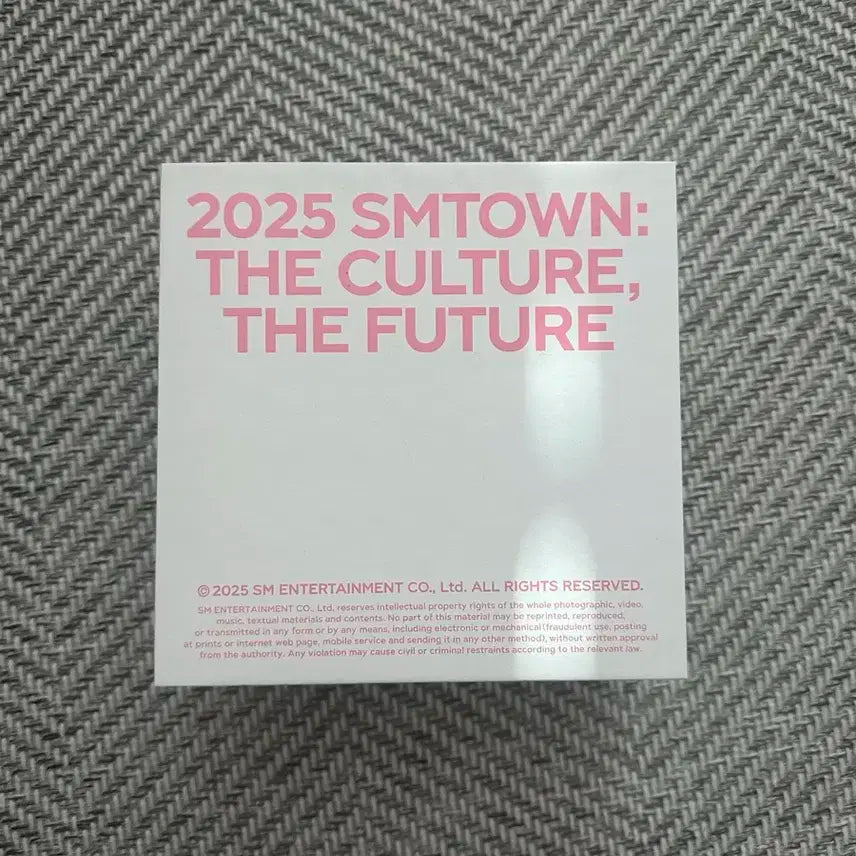 2025 SMTOWN:
THE CULTURE,
THE FUTURE
© 2025 SM ENTERTAINMENT CO., Ltd. ALL RIGHTS RESERVED.
SM ENTERTAINMENT CO., Ltd. reserves intellectual property rights of the whole photographic, video,
music, textual materials and contents. No part of this material may be reprinted, reproduced,
or transmitted in any form or by any means, including electronic or mechanical(fraudulent use, posting
at prints or internet web page, mobile service and sending it in any other method), without written approval
from the authority. Any violation may cause civil or criminal restraints according to the relevant law.